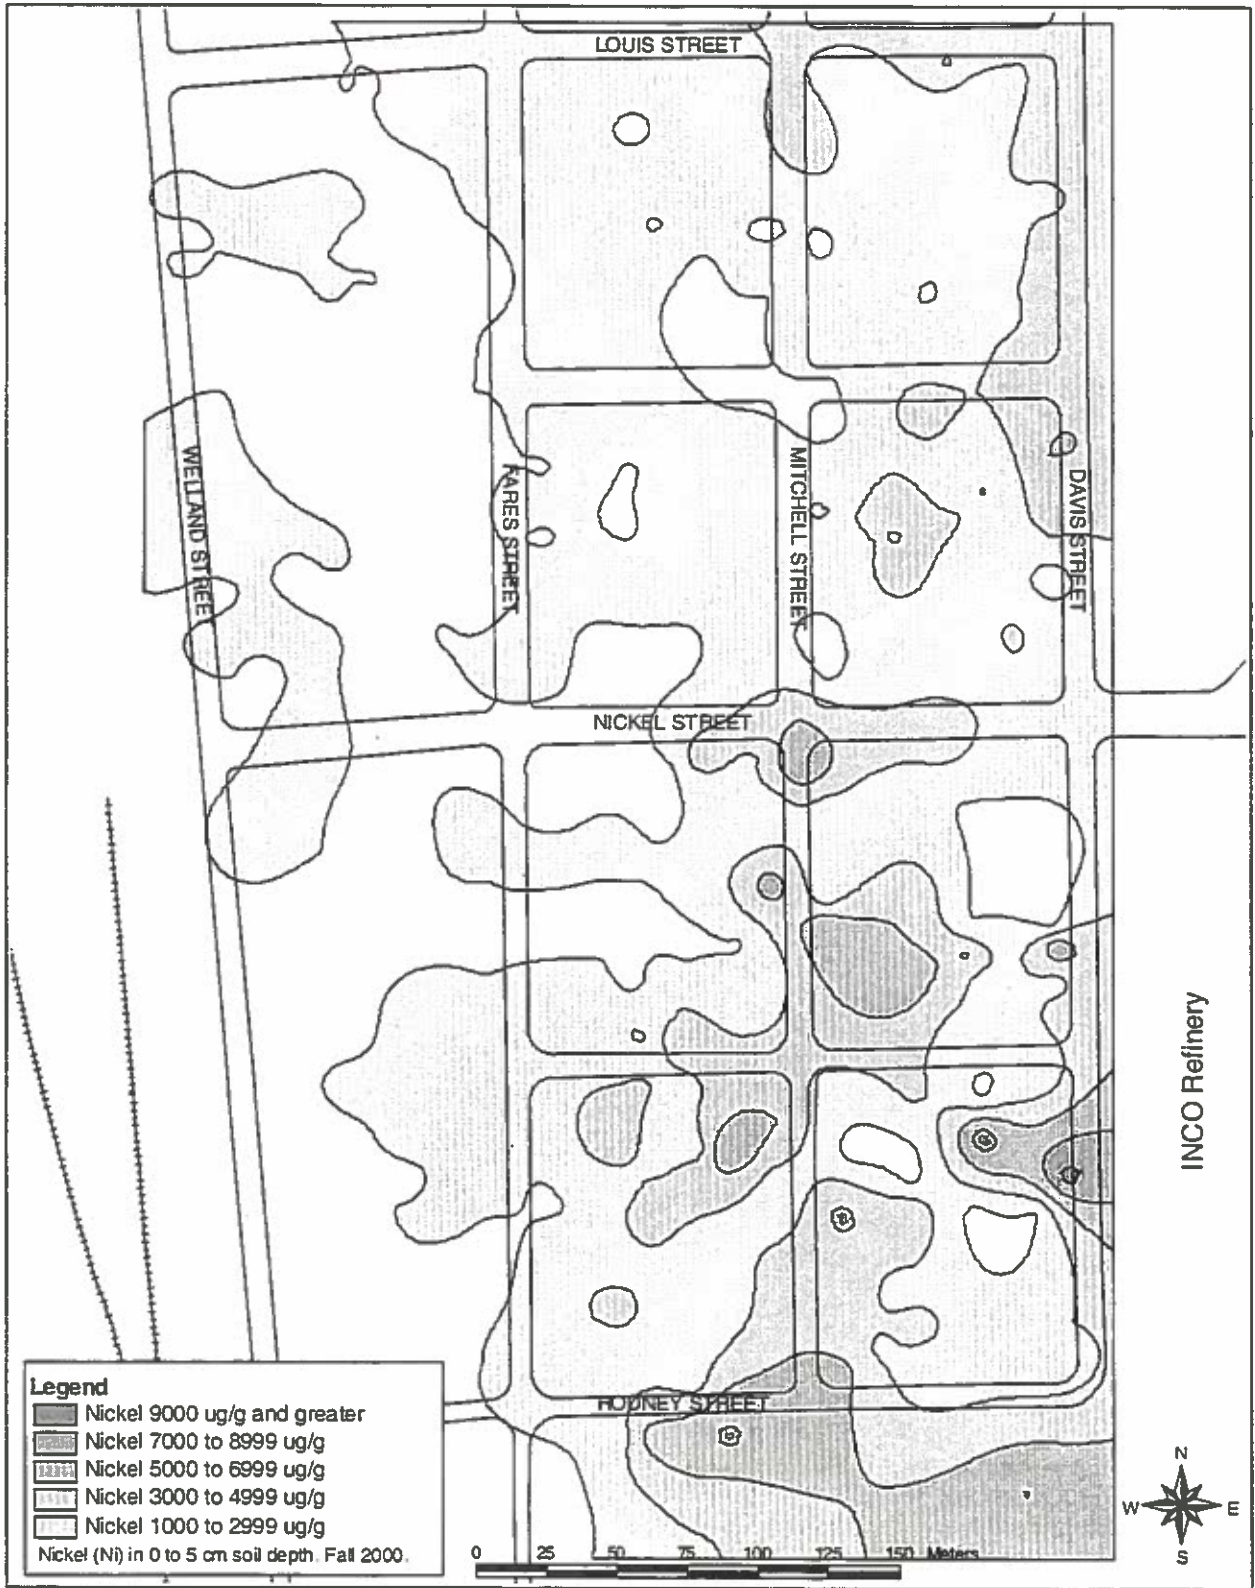 LOUIS STREET
WELLAND STREE
FARES STREET
MITCHELL STREET
DAVIS STREET
NICKEL STREET
INCO Refinery
RODNEY STREET
Legend
Nickel 9000 ug/g and greater
Nickel 7000 to 8999 ug/g
Nickel 5000 to 6999 ug/g
Nickel 3000 to 4999 ug/g
Nickel 1000 to 2999 ug/g
Nickel (Ni) in 0 to 5 cm soil depth. Fall 2000.
0 25 50 75 100 125 150 Meters
N
W E
S